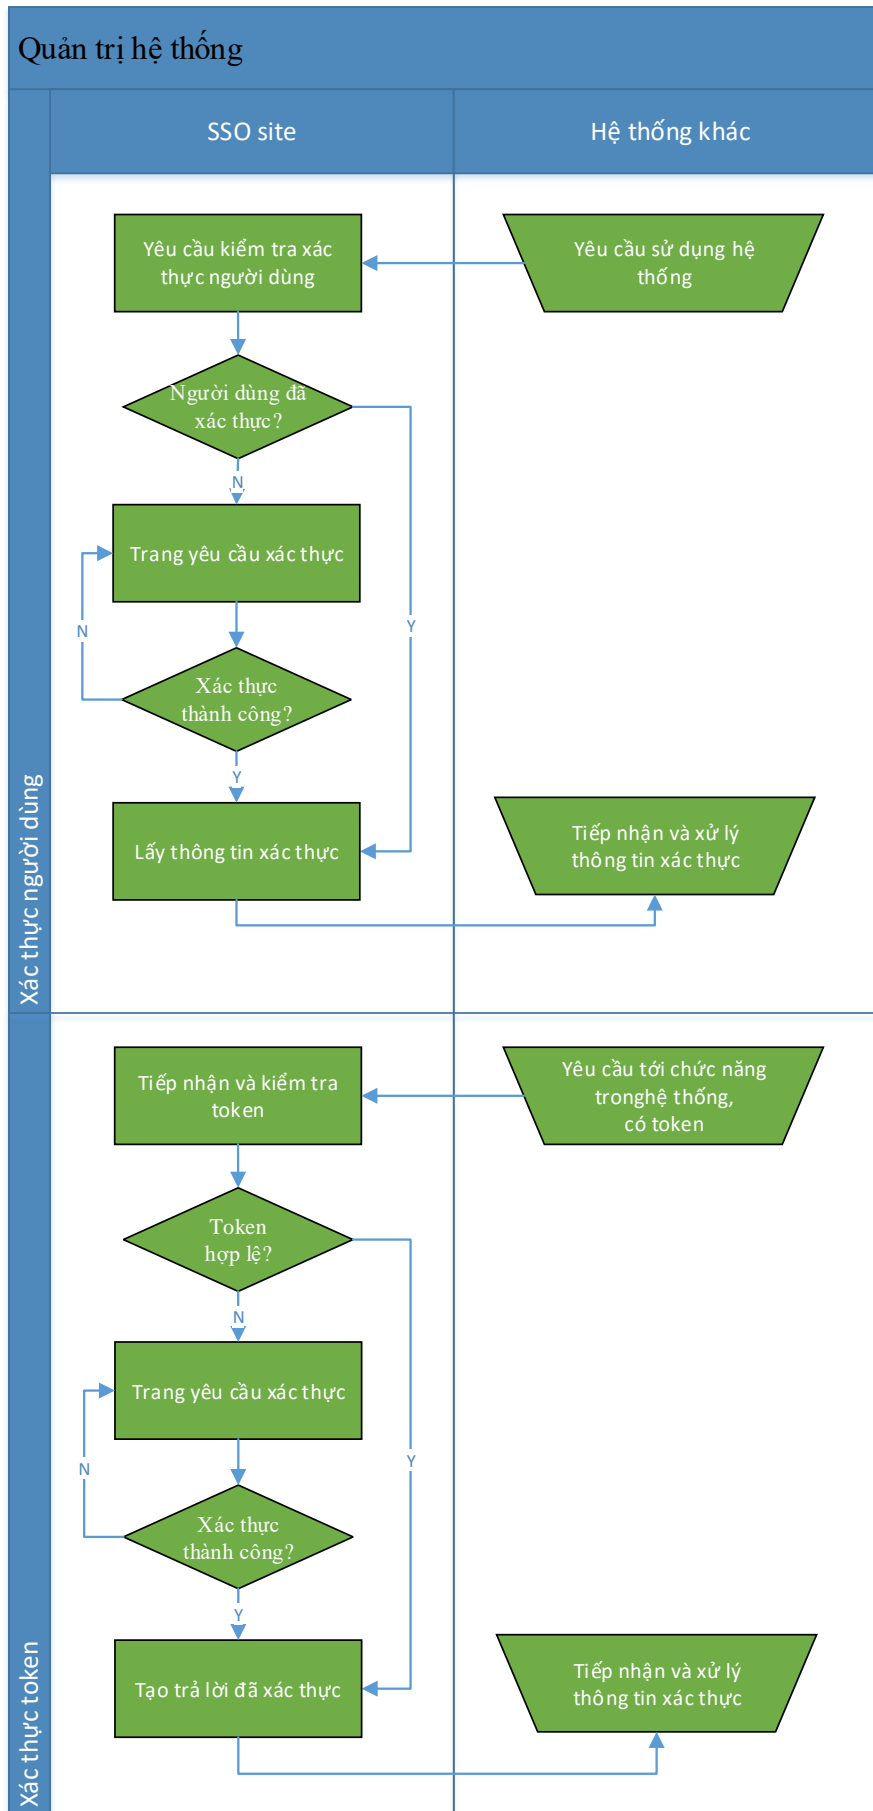 Quản trị hệ thống
SSO site
Hệ thống khác
Xác thực người dùng
Yêu cầu kiểm tra xác
thực người dùng
Yêu cầu sử dụng hệ
thống
Người dùng đã
xác thực?
N
Trang yêu cầu xác thực
N
Y
Xác thực
thành công?
Y
Lấy thông tin xác thực
Tiếp nhận và xử lý
thông tin xác thực
Xác thực token
Tiếp nhận và kiểm tra
token
Yêu cầu tới chức năng
tronghệ thống,
có token
Token
hợp lệ?
N
Trang yêu cầu xác thực
N
Y
Xác thực
thành công?
Y
Tạo trả lời đã xác thực
Tiếp nhận và xử lý
thông tin xác thực